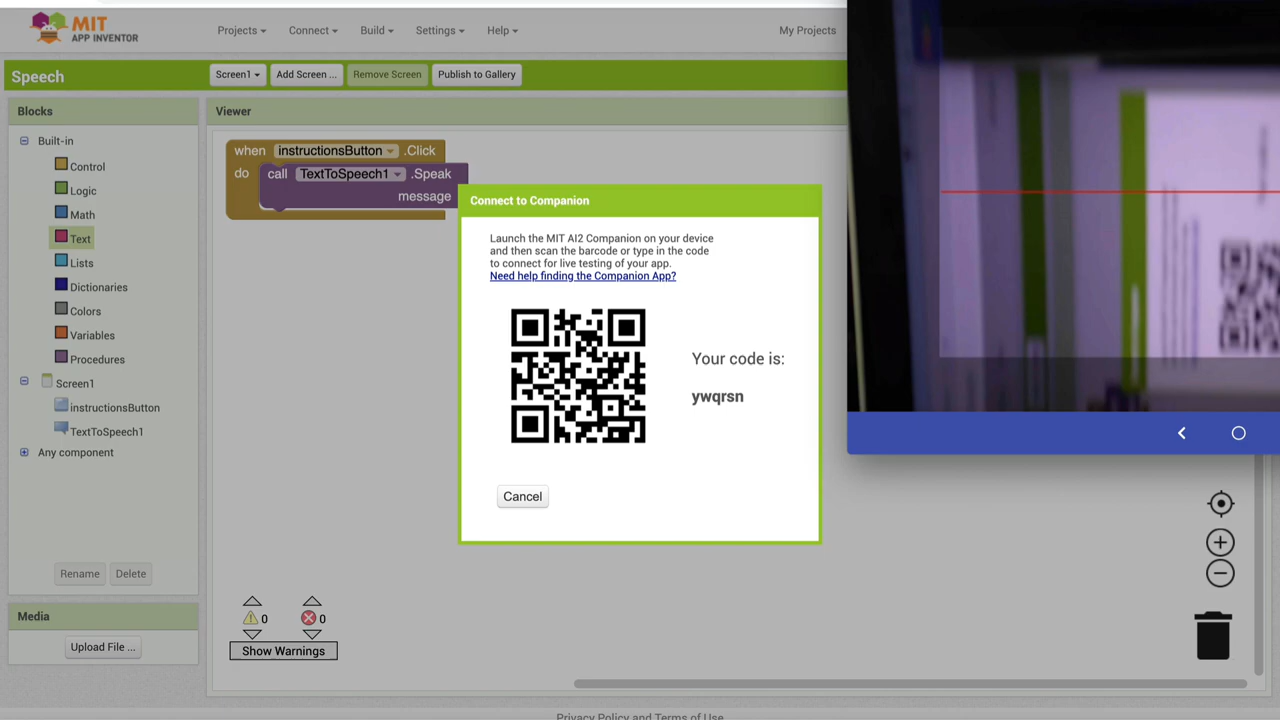 MIT
APP INVENTOR
Projects
Connect
Build
Settings
Help
My Projects
Speech
Screen1
Add Screen ...
Remove Screen
Publish to Gallery
Blocks
Viewer
Built-in
Control
Logic
Math
Text
Lists
Dictionaries
Colors
Variables
Procedures
Screen1
instructionsButton
TextToSpeech1
Any component
Rename
Delete
Media
Upload File ...
when instructionsButton .Click
do call TextToSpeech1 .Speak
message
Connect to Companion
Launch the MIT AI2 Companion on your device
and then scan the barcode or type in the code
to connect for live testing of your app.
Need help finding the Companion App?
Your code is:
ywqrsn
Cancel
0
0
Show Warnings
Privacy Policy and Terms of Use